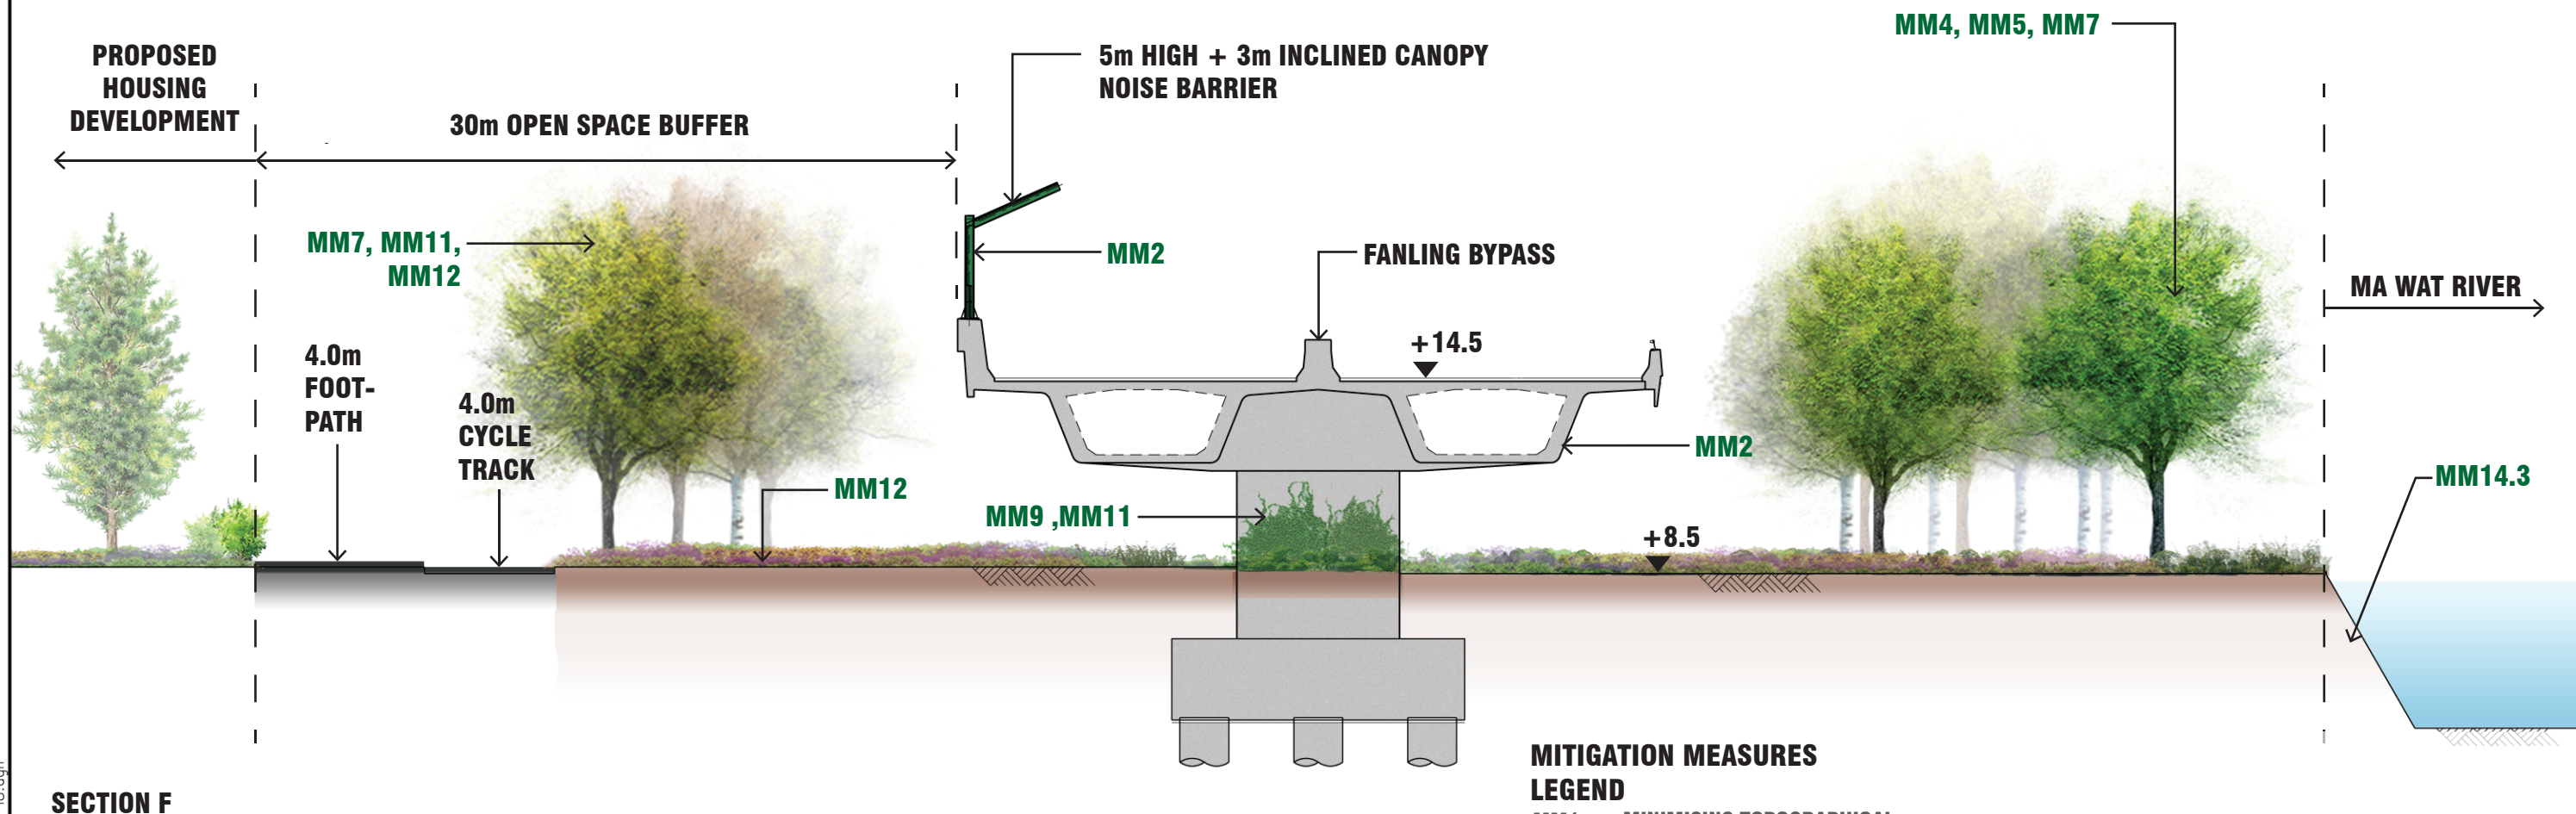 MM4, MM5, MM7
PROPOSED
HOUSING
DEVELOPMENT
5m HIGH + 3m INCLINED CANOPY
NOISE BARRIER
30m OPEN SPACE BUFFER
MM7, MM11,
MM12
MM2
FANLING BYPASS
MA WAT RIVER
+14.5
4.0m
FOOT-
PATH
4.0m
CYCLE
TRACK
MM2
MM14.3
MM12
MM9 ,MM11
+8.5
MITIGATION MEASURES
LEGEND
SECTION F
MINIMISING TOPOGRAPHICAL